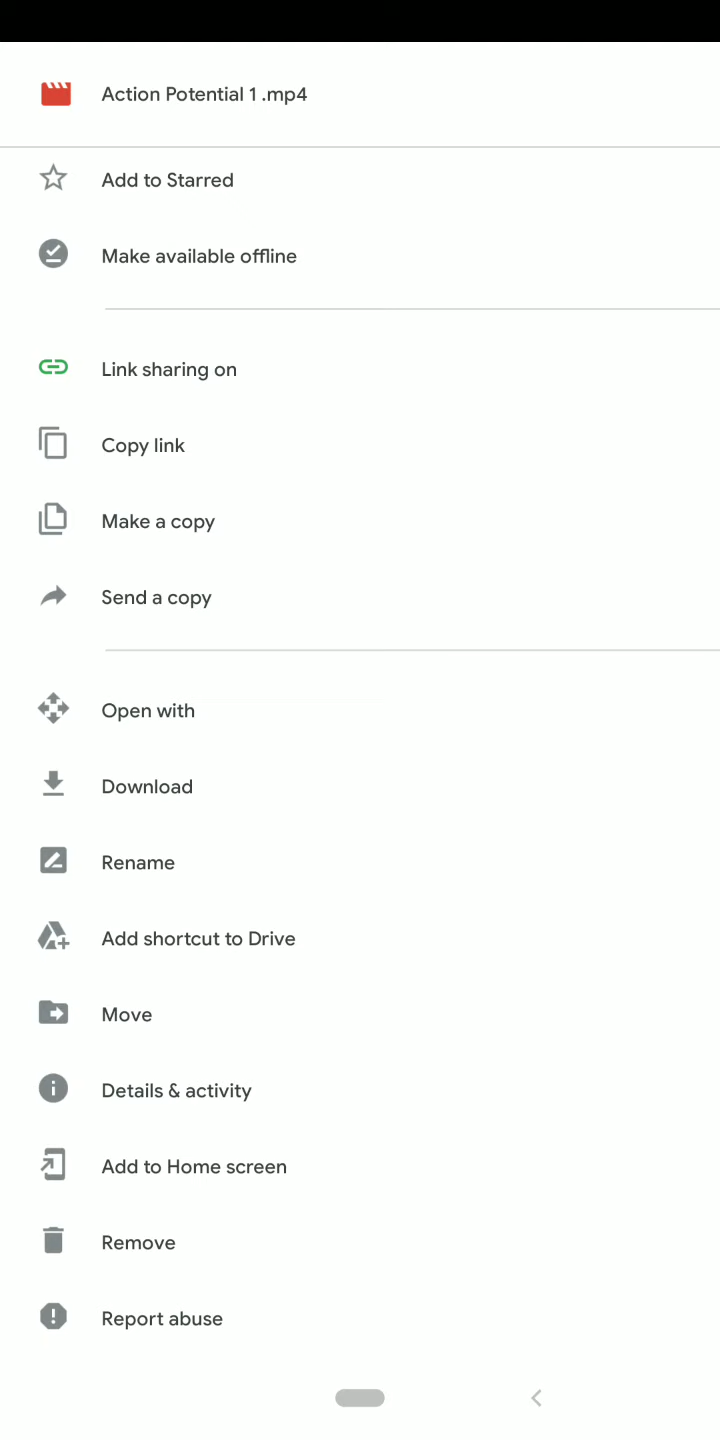 Action Potential 1 .mp4
Add to Starred
Make available offline
Link sharing on
Copy link
Make a copy
Send a copy
Open with
Download
Rename
Add shortcut to Drive
Move
Details & activity
Add to Home screen
Remove
Report abuse